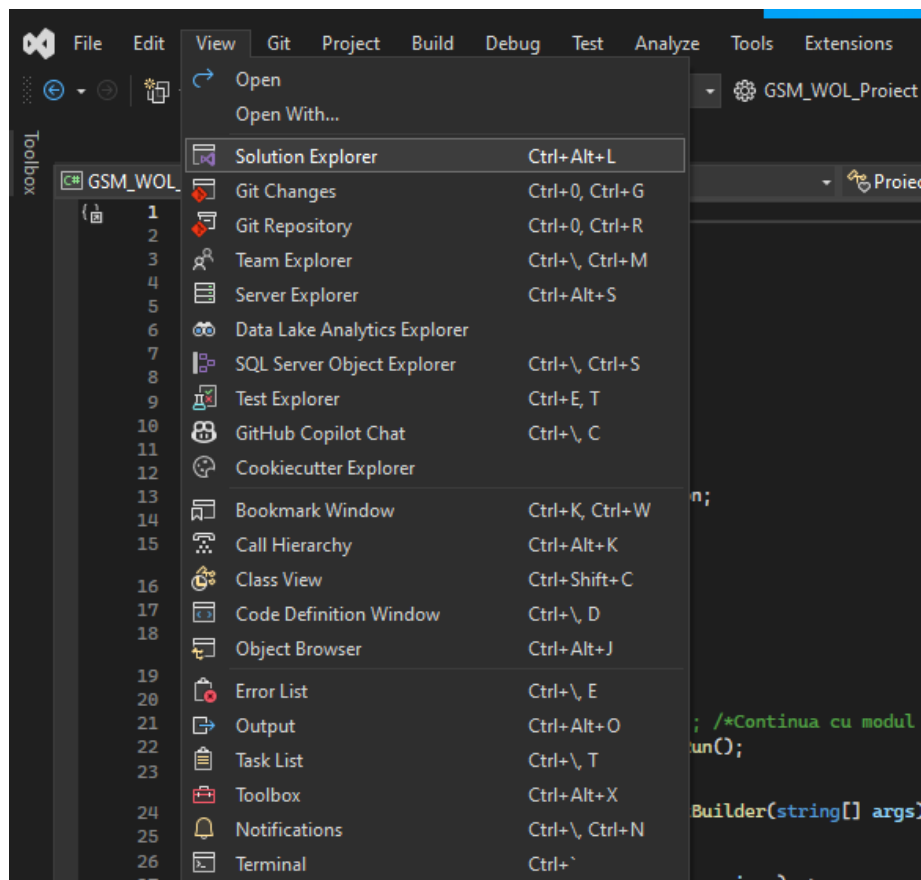 File Edit View Git Project Build Debug Test Analyze Tools Extensions
Open
Open With...
GSM_WOL_Proiect
Toolbox
Solution Explorer Ctrl+Alt+L
C# GSM_WOL_
Proiec
Git Changes Ctrl+0, Ctrl+G
1
Git Repository Ctrl+0, Ctrl+R
2
Team Explorer Ctrl+\, Ctrl+M
3
4
Server Explorer Ctrl+Alt+S
5
Data Lake Analytics Explorer
6
7
SQL Server Object Explorer Ctrl+\, Ctrl+S
8
Test Explorer Ctrl+E, T
9
GitHub Copilot Chat Ctrl+\, C
10
11
Cookiecutter Explorer
12
13 n;
Bookmark Window Ctrl+K, Ctrl+W
14
Call Hierarchy Ctrl+Alt+K
15
Class View Ctrl+Shift+C
16
Code Definition Window Ctrl+\, D
17
18
Object Browser Ctrl+Alt+J
19
Error List Ctrl+\, E
20
Output Ctrl+Alt+O
21 ; /*Continua cu modul
22 un();
Task List Ctrl+\, T
23
Toolbox Ctrl+Alt+X
24 Builder(string[] args)
Notifications Ctrl+\, Ctrl+N
25
Terminal Ctrl+`
26